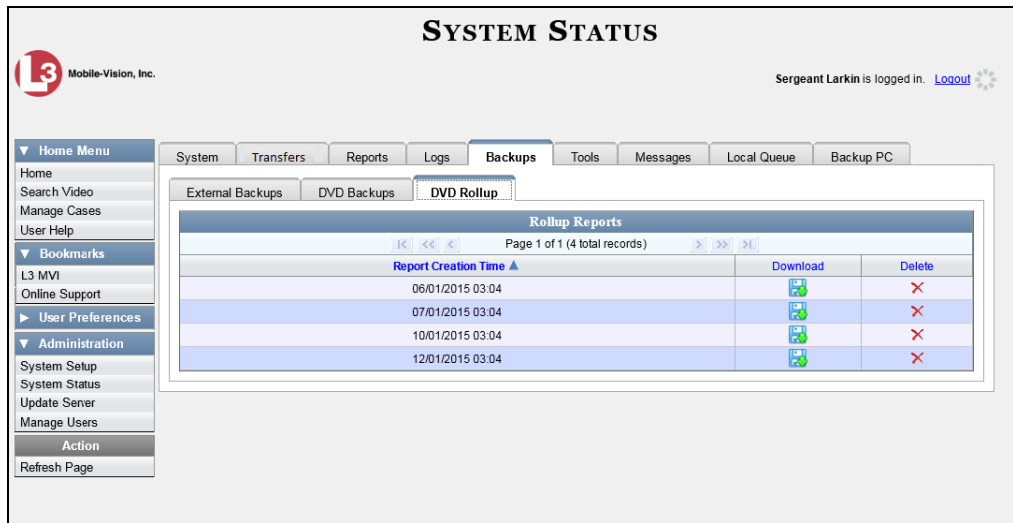 SYSTEM STATUS
L3 Mobile-Vision, Inc.
Sergeant Larkin is logged in. Logout
Home Menu
Home
Search Video
Manage Cases
User Help
Bookmarks
L3 MVI
Online Support
User Preferences
Administration
System Setup
System Status
Update Server
Manage Users
Action
Refresh Page
System Transfers Reports Logs Backups Tools Messages Local Queue Backup PC
External Backups DVD Backups DVD Rollup
Rollup Reports
Page 1 of 1 (4 total records)
Report Creation Time Download Delete
06/01/2015 03:04
07/01/2015 03:04
10/01/2015 03:04
12/01/2015 03:04